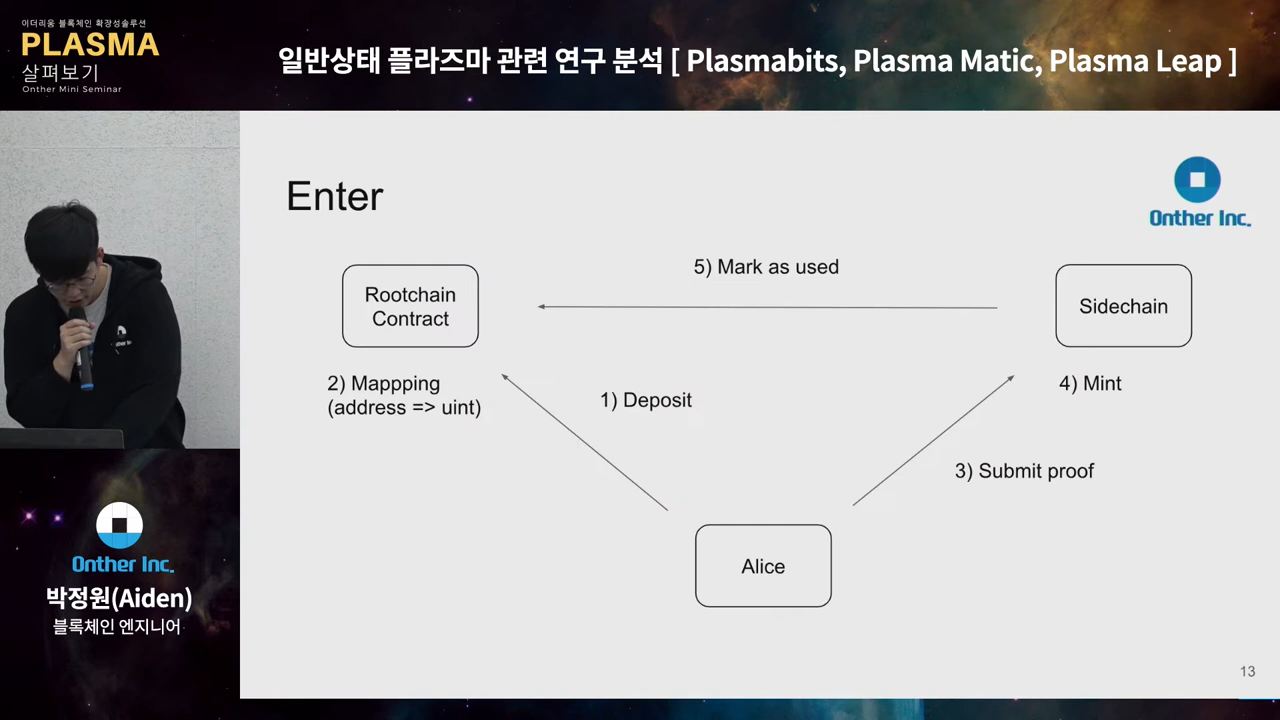 이더리움 블록체인 확장성솔루션
PLASMA
살펴보기
Onther Mini Seminar
일반상태 플라즈마 관련 연구 분석 [ Plasmabits, Plasma Matic, Plasma Leap ]
Enter
Onther Inc.
5) Mark as used
Rootchain
Contract
Sidechain
2) Mappping
(address => uint)
1) Deposit
4) Mint
3) Submit proof
Alice
13
Onther Inc.
박정원(Aiden)
블록체인 엔지니어